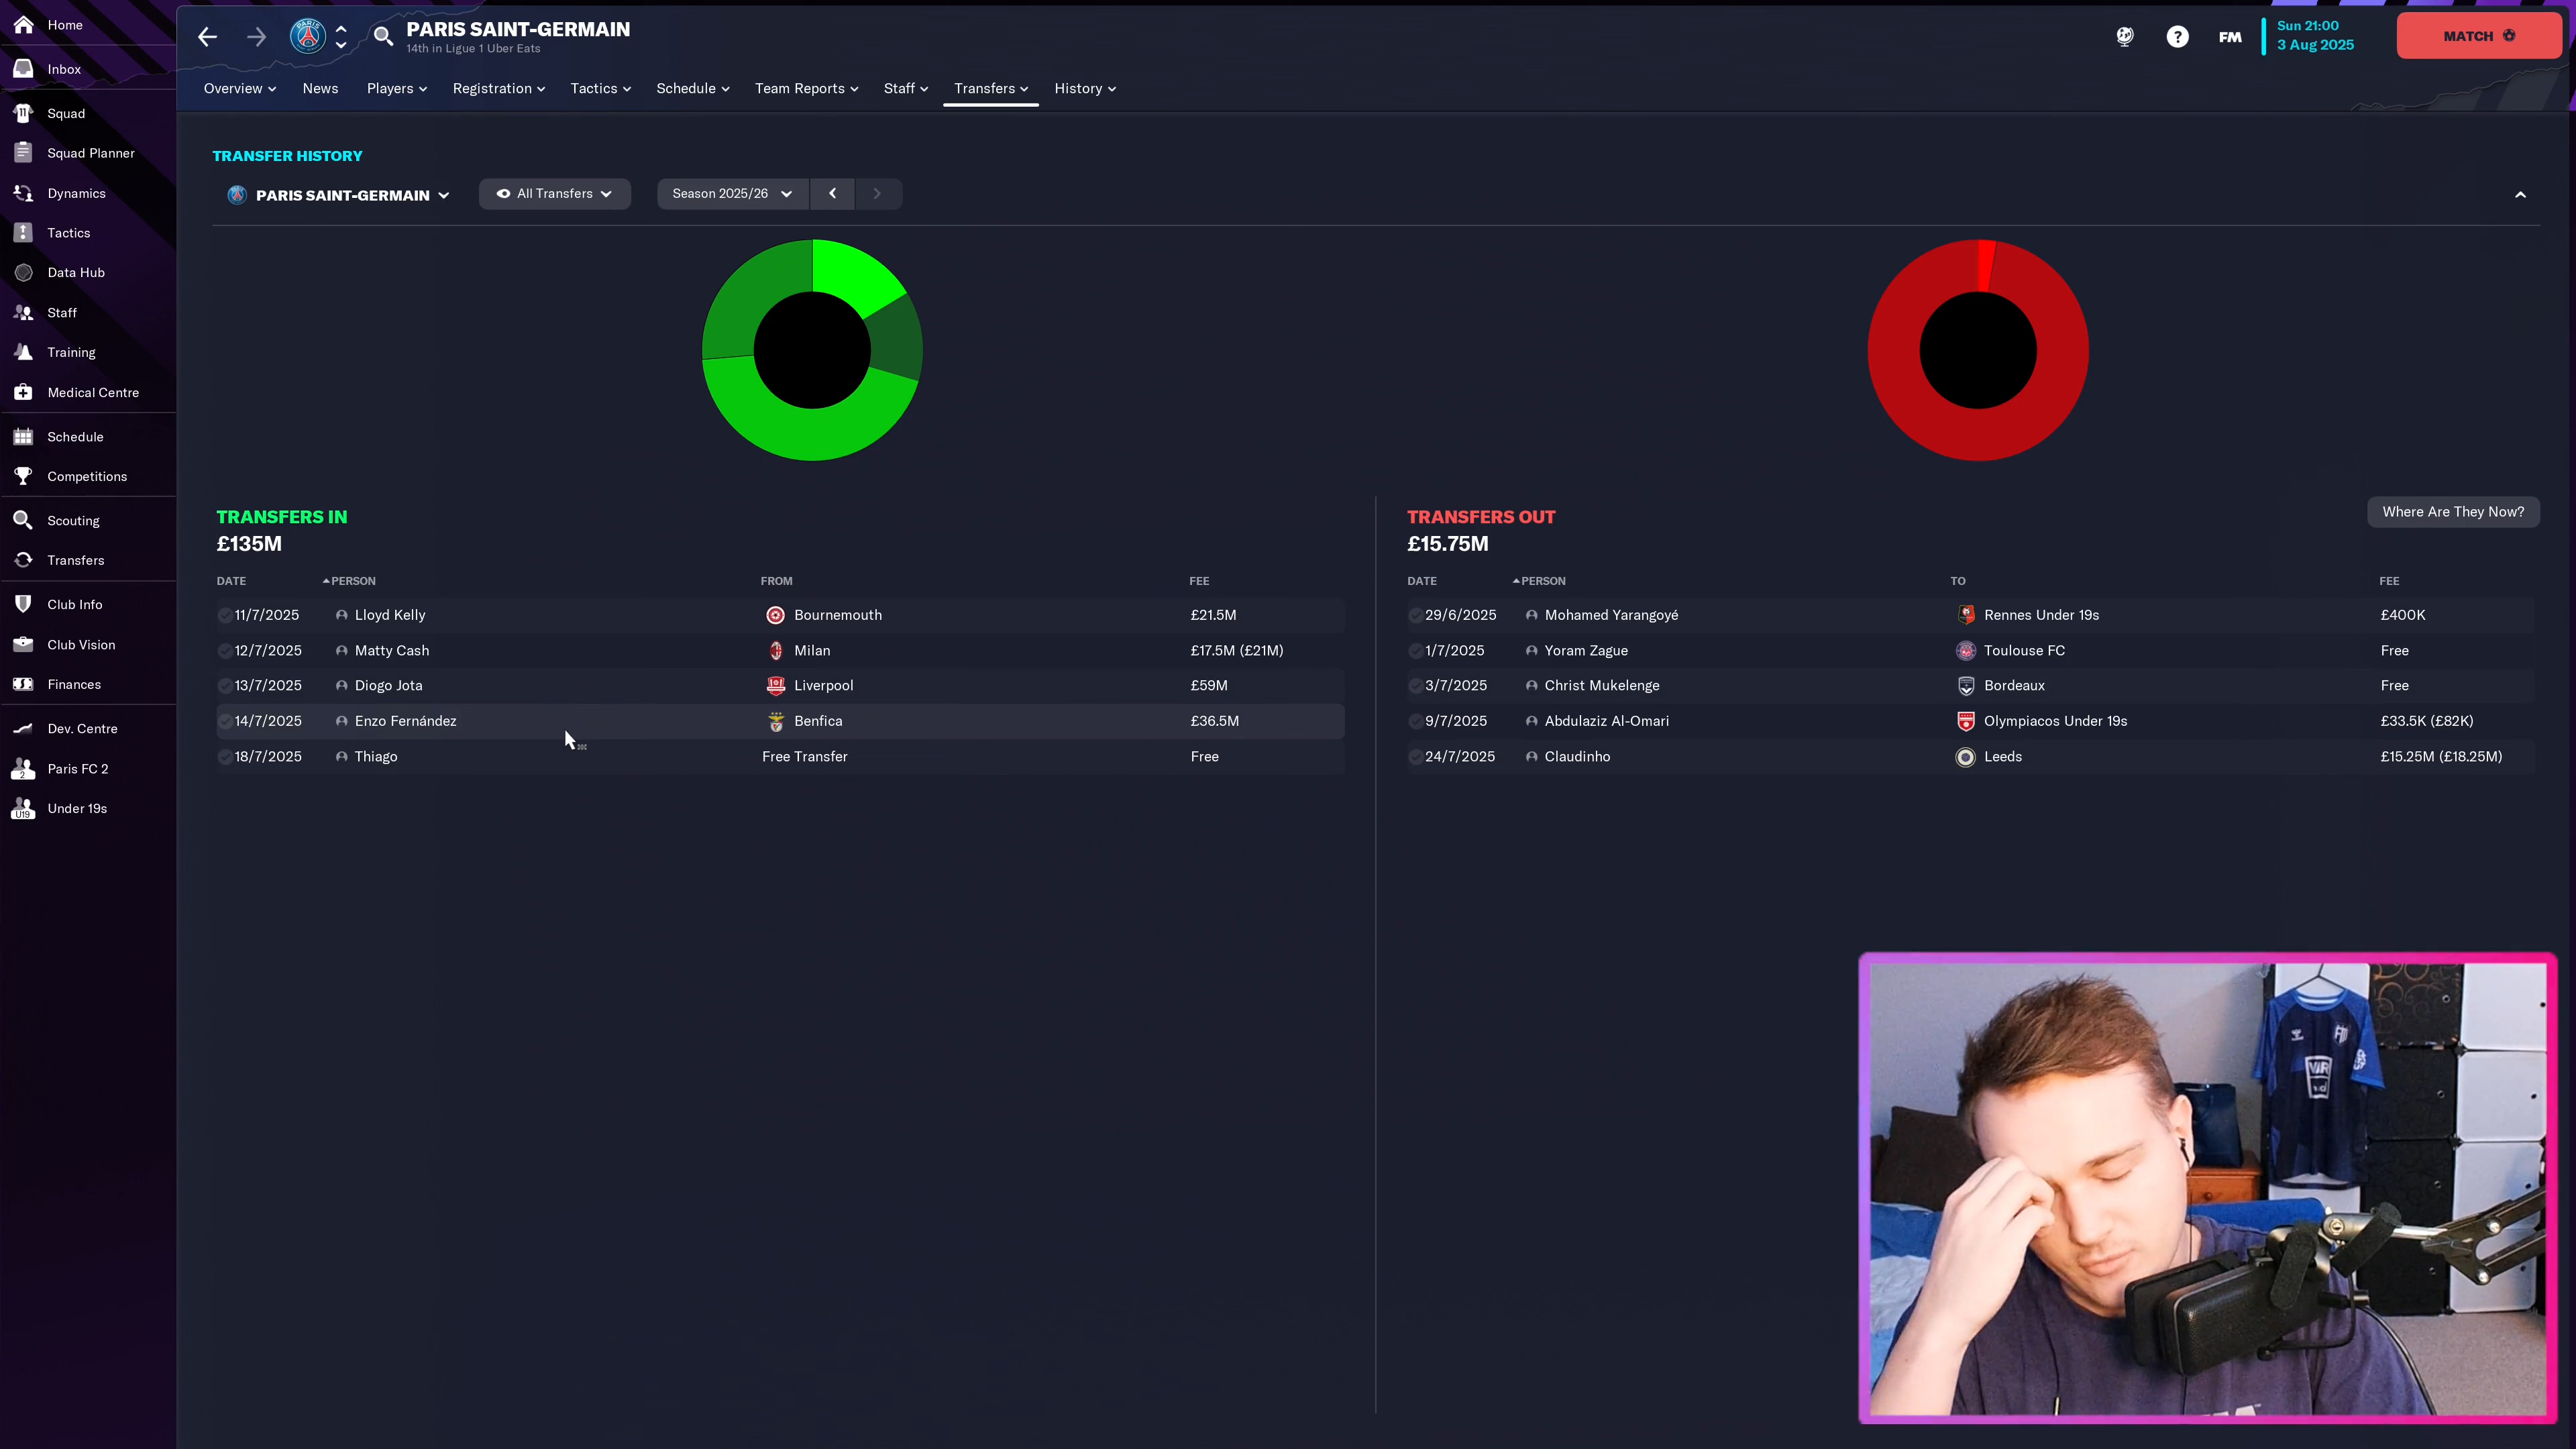 Home
Inbox
Squad
Squad Planner
Dynamics
Tactics
Data Hub
Staff
Training
Medical Centre
Schedule
Competitions
Scouting
Transfers
Club Info
Club Vision
Finances
Dev. Centre
2 Paris FC 2
U19 Under 19s
PARIS SAINT-GERMAIN
14th in Ligue 1 Uber Eats
FM
Sun 21:00
3 Aug 2025
MATCH
Overview News Players Registration Tactics Schedule Team Reports Staff Transfers History
TRANSFER HISTORY
PARIS SAINT-GERMAIN All Transfers Season 2025/26
TRANSFERS IN
£135M
DATE PERSON FROM FEE
11/7/2025 Lloyd Kelly Bournemouth £21.5M
12/7/2025 Matty Cash Milan £17.5M (£21M)
13/7/2025 Diogo Jota Liverpool £59M
14/7/2025 Enzo Fernández Benfica £36.5M
18/7/2025 Thiago Free Transfer Free
TRANSFERS OUT
£15.75M
Where Are They Now?
DATE PERSON TO FEE
29/6/2025 Mohamed Yarangoyé Rennes Under 19s £400K
1/7/2025 Yoram Zague Toulouse FC Free
3/7/2025 Christ Mukelenge Bordeaux Free
9/7/2025 Abdulaziz Al-Omari Olympiacos Under 19s £33.5K (£82K)
24/7/2025 Claudinho Leeds £15.25M (£18.25M)